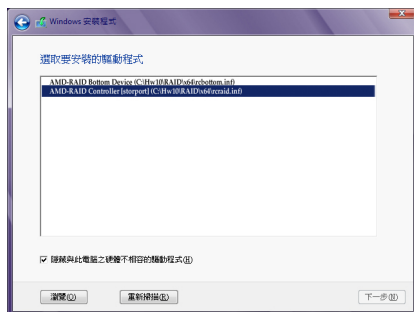 Windows 安裝程式
選取要安裝的驅動程式
AMD-RAID Bottom Device (C:\Hw10\RAID\x64\rcbottom.inf)
AMD-RAID Controller [storport] (C:\Hw10\RAID\x64\rcraid.inf)
隱藏與此電腦之硬體不相容的驅動程式(H)
瀏覽(O)
重新掃描(R)
下一步(N)